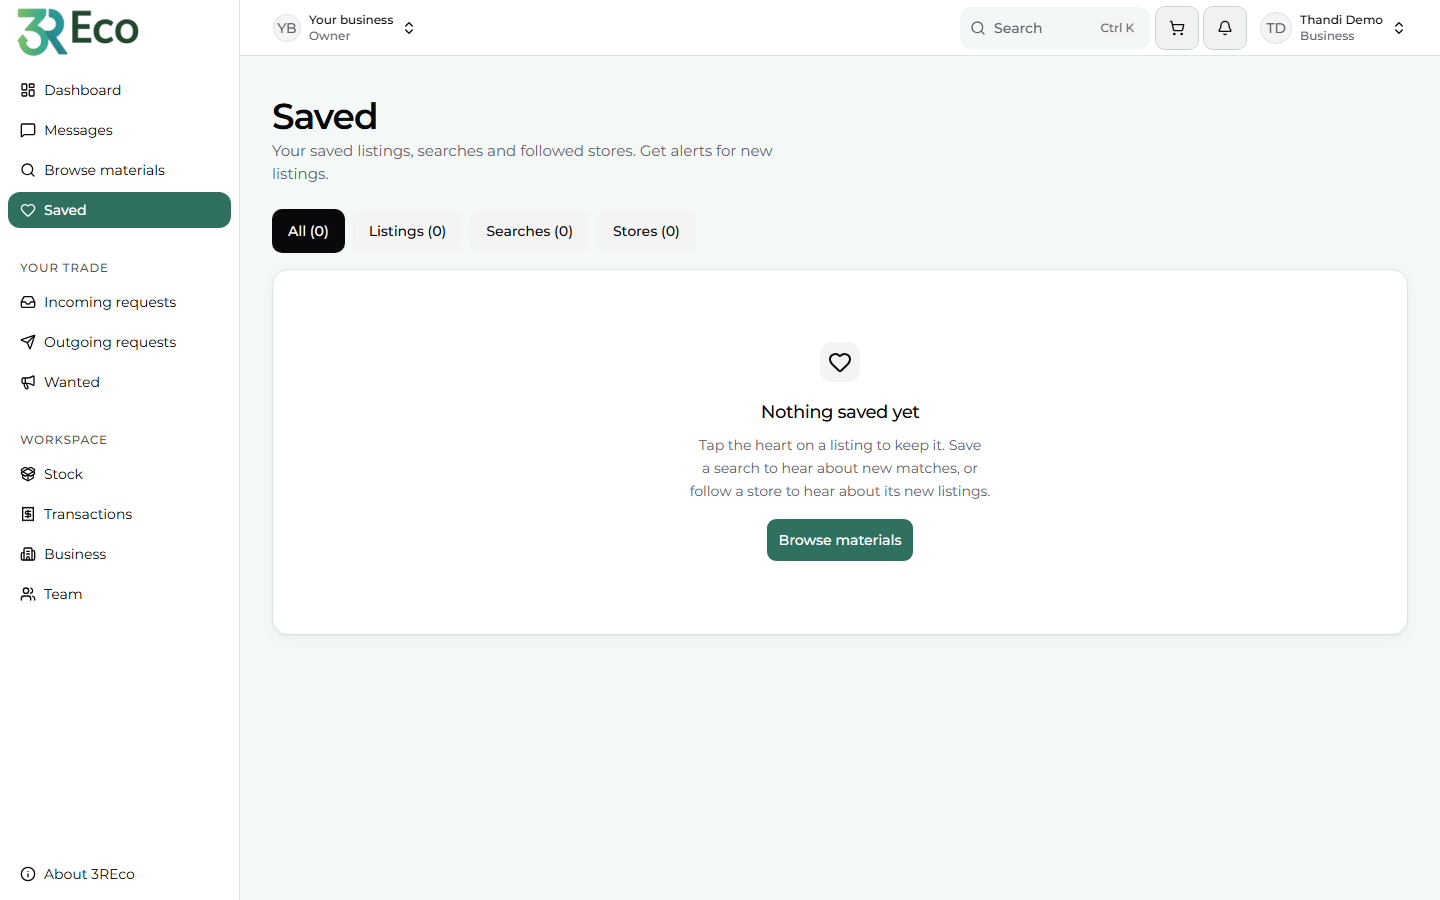 3R Eco
Your business
Owner
Search
Ctrl K
Thandi Demo
Business
Dashboard
Messages
Browse materials
Saved
YOUR TRADE
Incoming requests
Outgoing requests
Wanted
WORKSPACE
Stock
Transactions
Business
Team
About 3REco
YB
TD
Saved
Your saved listings, searches and followed stores. Get alerts for new
listings.
All (0)
Listings (0)
Searches (0)
Stores (0)
Nothing saved yet
Tap the heart on a listing to keep it. Save
a search to hear about new matches, or
follow a store to hear about its new listings.
Browse materials